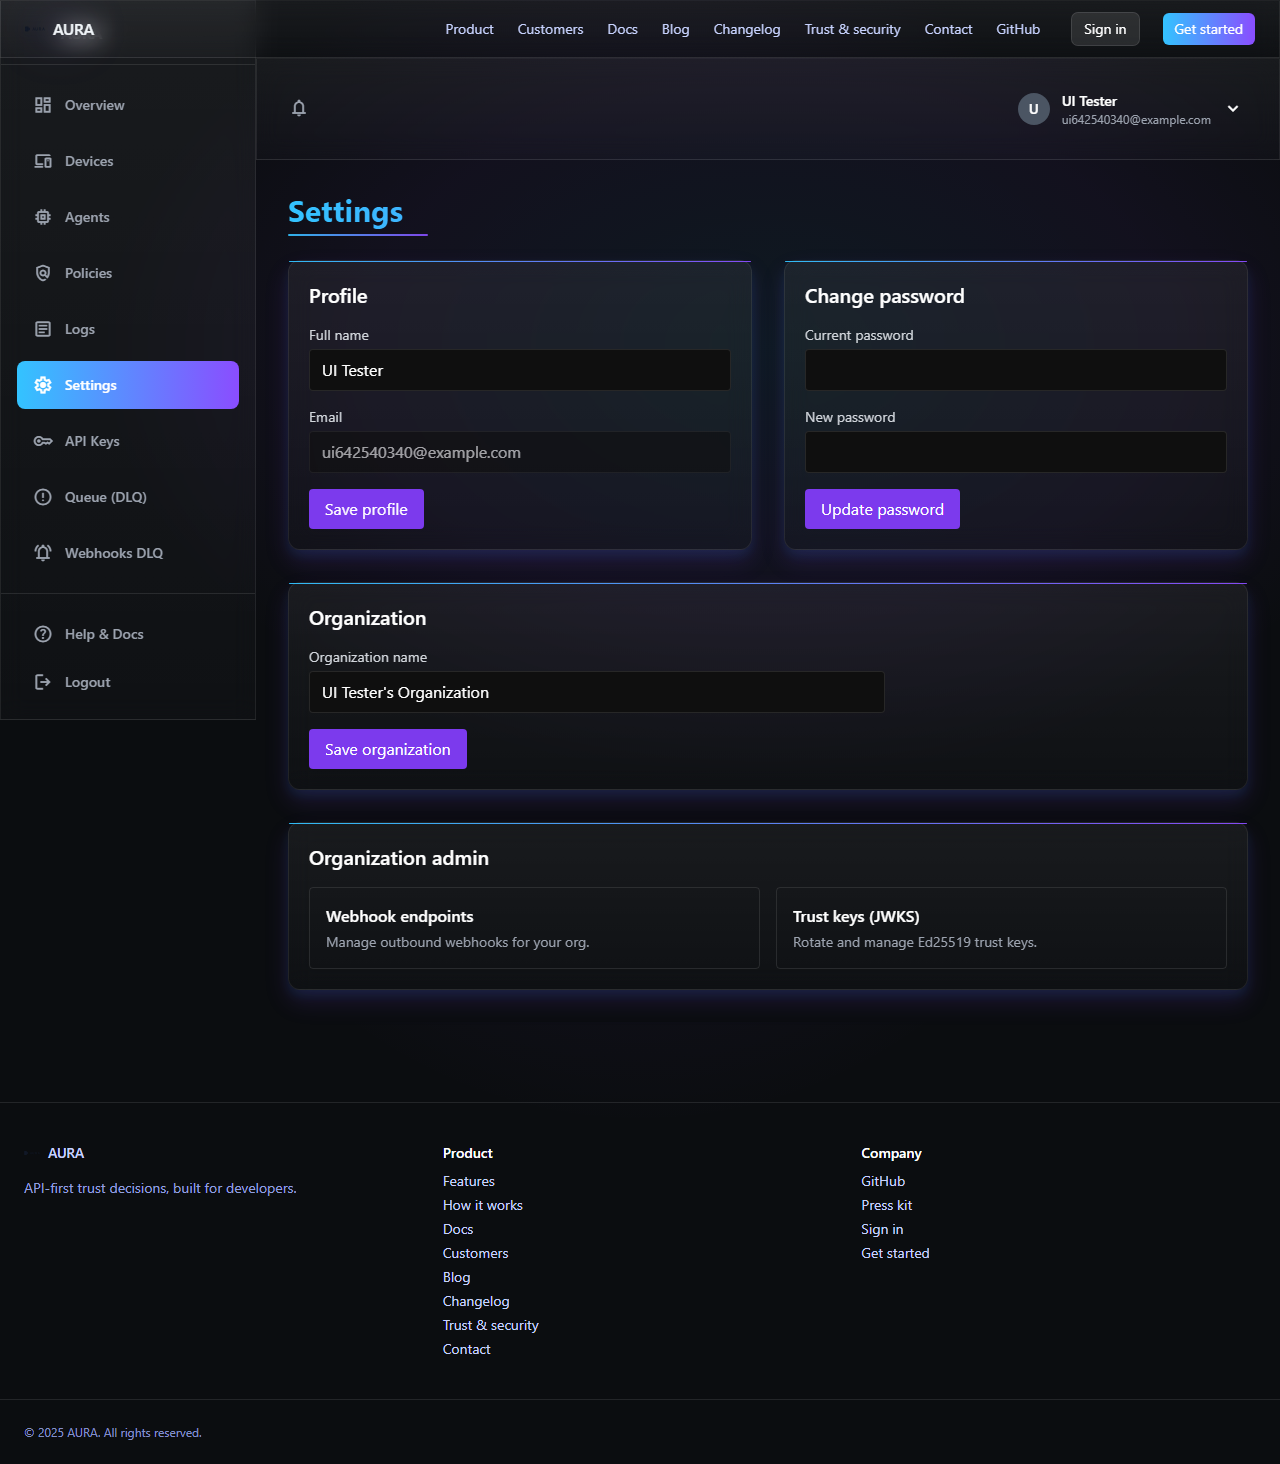 AURA
Product
Customers
Docs
Blog
Changelog
Trust & security
Contact
GitHub
Sign in
Get started
U
UI Tester
ui642540340@example.com
Overview
Devices
Agents
Policies
Logs
Settings
API Keys
Queue (DLQ)
Webhooks DLQ
Help & Docs
Logout
Settings
Profile
Full name
UI Tester
Email
ui642540340@example.com
Save profile
Change password
Current password
New password
Update password
Organization
Organization name
UI Tester's Organization
Save organization
Organization admin
Webhook endpoints
Manage outbound webhooks for your org.
Trust keys (JWKS)
Rotate and manage Ed25519 trust keys.
AURA
API-first trust decisions, built for developers.
Product
Features
How it works
Docs
Customers
Blog
Changelog
Trust & security
Contact
Company
GitHub
Press kit
Sign in
Get started
© 2025 AURA. All rights reserved.